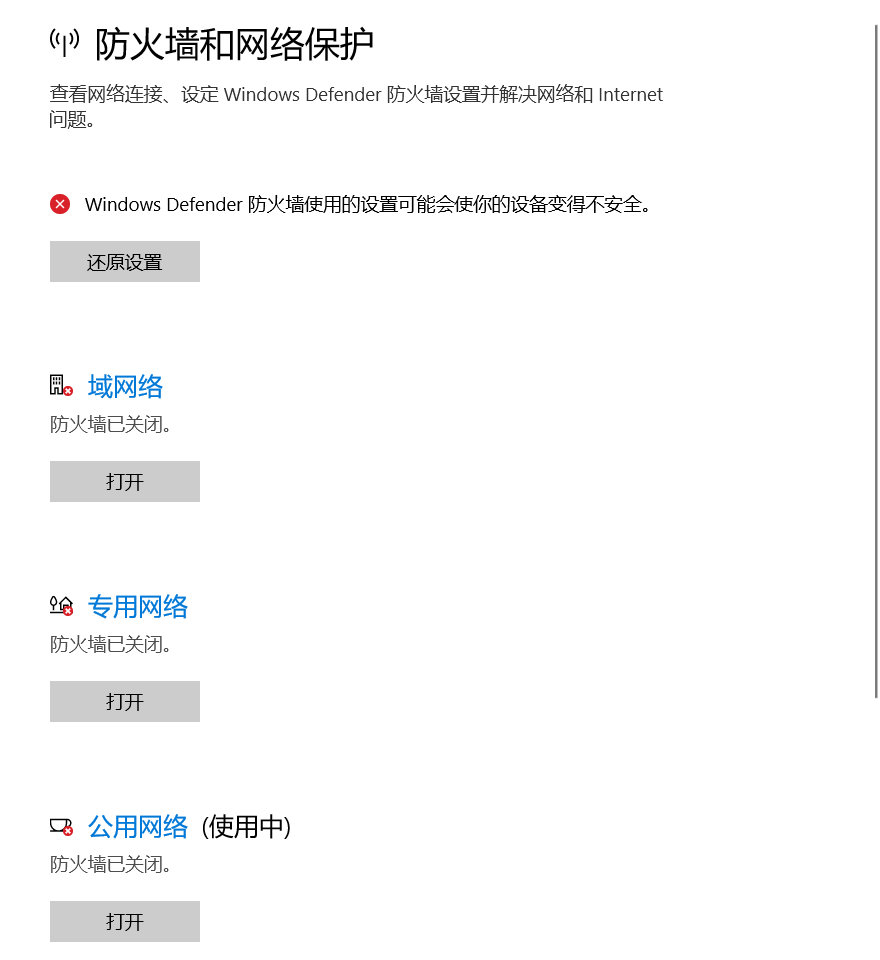 防火墙和网络保护
查看网络连接、设定 Windows Defender 防火墙设置并解决网络和 Internet
问题。
Windows Defender 防火墙使用的设置可能会使你的设备变得不安全。
还原设置
域网络
防火墙已关闭。
打开
专用网络
防火墙已关闭。
打开
公用网络 (使用中)
防火墙已关闭。
打开